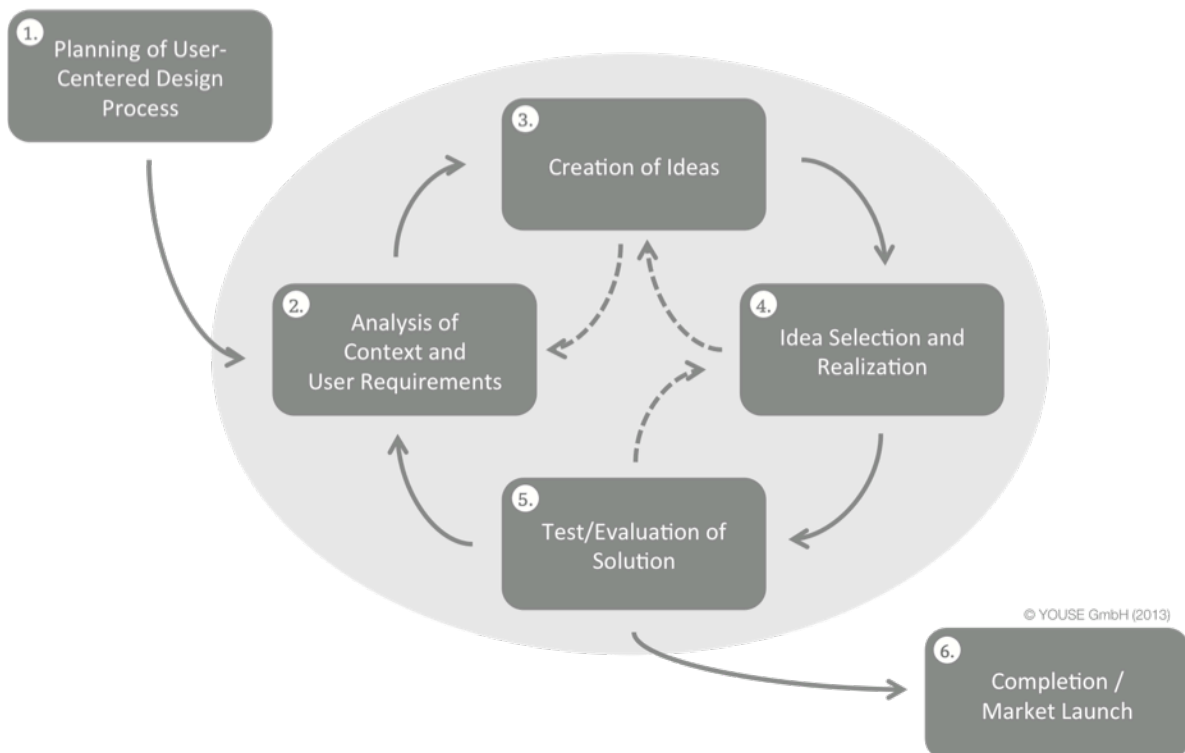 1.
Planning of User-
Centered Design
Process
3.
Creation of Ideas
2.
Analysis of
Context and
User Requirements
4.
Idea Selection and
Realization
5.
Test/Evaluation of
Solution
© YOUSE GmbH (2013)
6.
Completion /
Market Launch